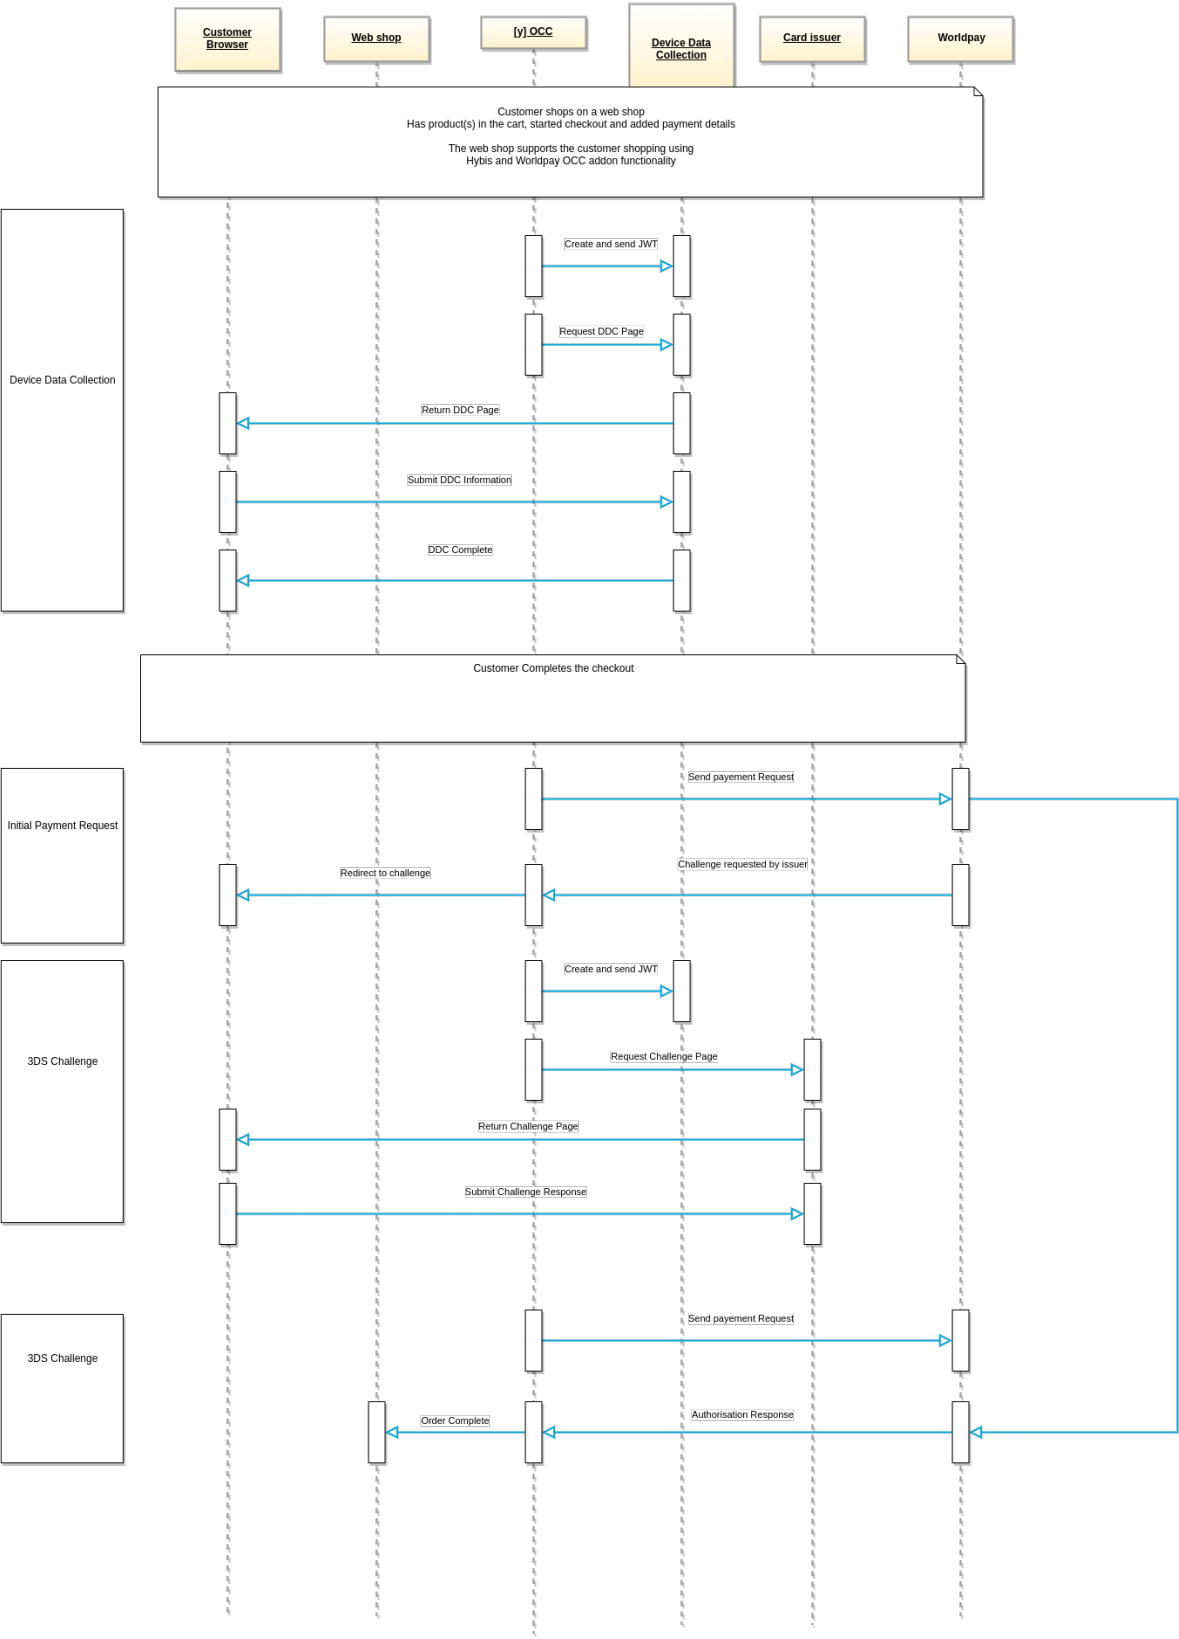 Customer
Browser
Web shop
[y] OCC
Device Data
Collection
Card issuer
Worldpay
Customer shops on a web shop
Has product(s) in the cart, started checkout and added payment details
The web shop supports the customer shopping using
Hybis and Worldpay OCC addon functionality
Device Data Collection
Create and send JWT
Request DDC Page
Return DDC Page
Submit DDC Information
DDC Complete
Customer Completes the checkout
Initial Payment Request
Send payement Request
Challenge requested by issuer
Redirect to challenge
3DS Challenge
Create and send JWT
Request Challenge Page
Return Challenge Page
Submit Challenge Response
3DS Challenge
Send payement Request
Authorisation Response
Order Complete